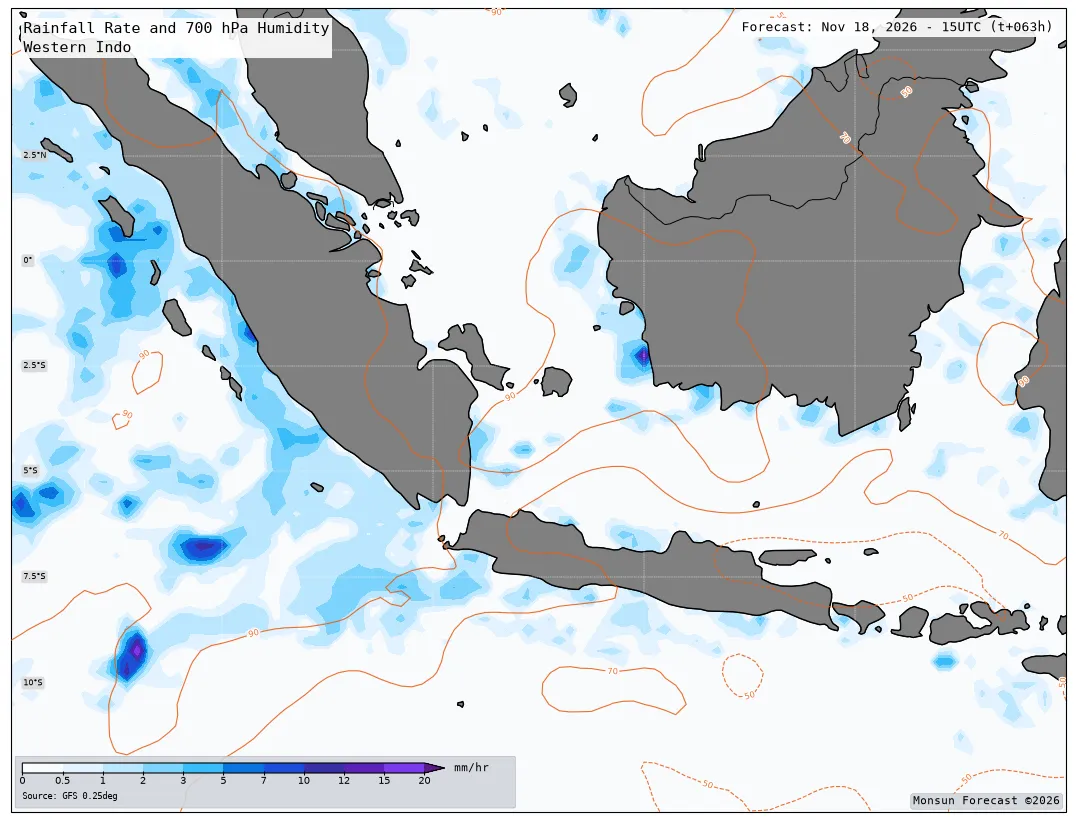 Rainfall Rate and 700 hPa Humidity
Western Indo
Forecast: Nov 18, 2026 - 15UTC (t+063h)
90
50
70
2.5°N
0°
90
2.5°S
90
90
90
5°S
70
7.5°S
50
90
70
50
10°S
50
50
50
mm/hr
0 0.5 1 2 3 5 7 10 12 15 20
Source: GFS 0.25deg
Monsun Forecast ©2026